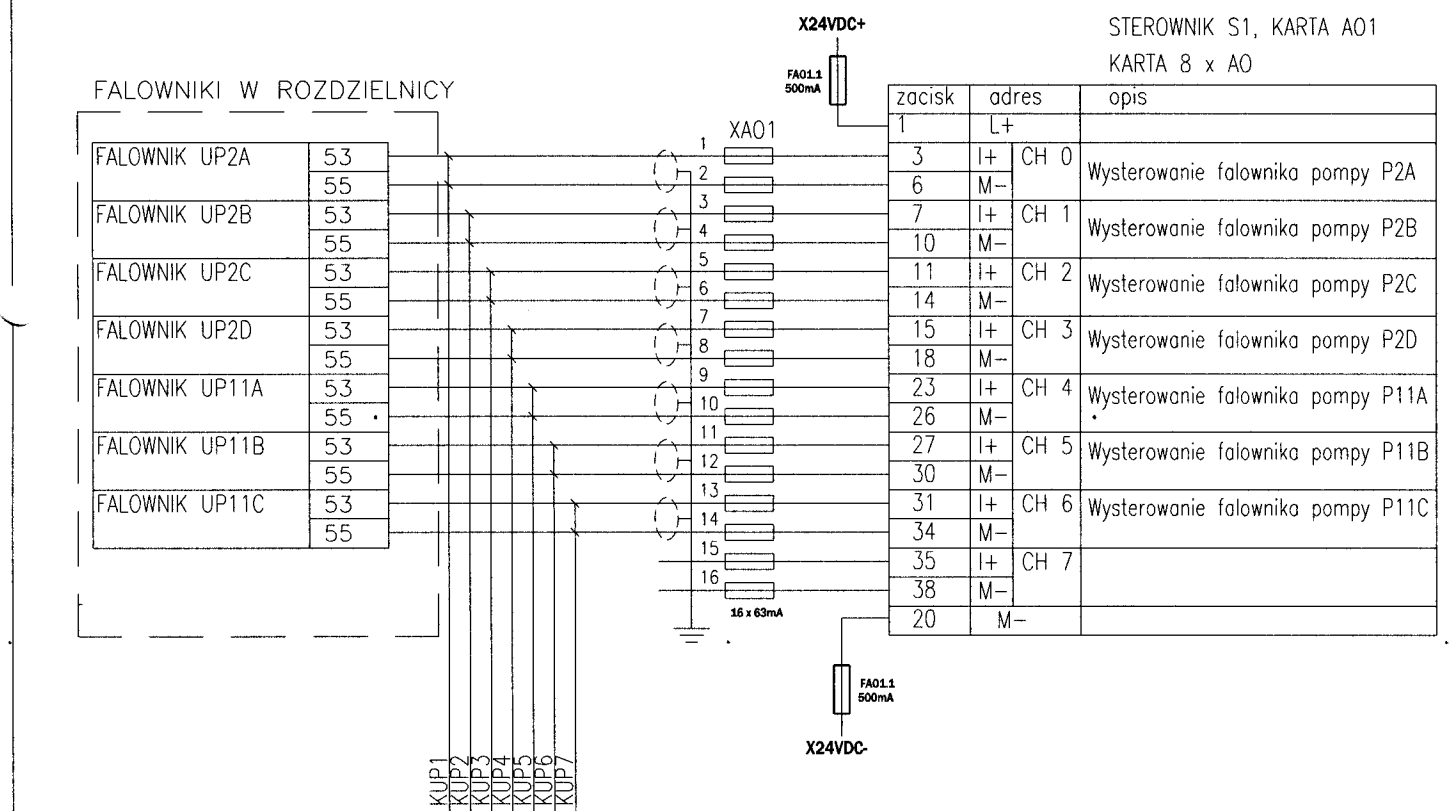 X24VDC+
STEROWNIK S1, KARTA AO1
KARTA 8 x AO
FA01.1
500mA
FALOWNIKI W ROZDZIELNICY
zacisk adres opis
1 L+
XAO1
FALOWNIK UP2A 53 1 3 I+ CH 0 Wysterowanie falownika pompy P2A
55 2 6 M-
FALOWNIK UP2B 53 3 7 I+ CH 1 Wysterowanie falownika pompy P2B
55 4 10 M-
FALOWNIK UP2C 53 5 11 I+ CH 2 Wysterowanie falownika pompy P2C
55 6 14 M-
FALOWNIK UP2D 53 7 15 I+ CH 3 Wysterowanie falownika pompy P2D
55 8 18 M-
FALOWNIK UP11A 53 9 23 I+ CH 4 Wysterowanie falownika pompy P11A
55 10 26 M-
FALOWNIK UP11B 53 11 27 I+ CH 5 Wysterowanie falownika pompy P11B
55 12 30 M-
FALOWNIK UP11C 53 13 31 I+ CH 6 Wysterowanie falownika pompy P11C
55 14 34 M-
15 35 I+ CH 7
16 38 M-
16 x 63mA
20 M-
FA01.1
500mA
X24VDC-
KUP1
KUP2
KUP3
KUP4
KUP5
KUP6
KUP7